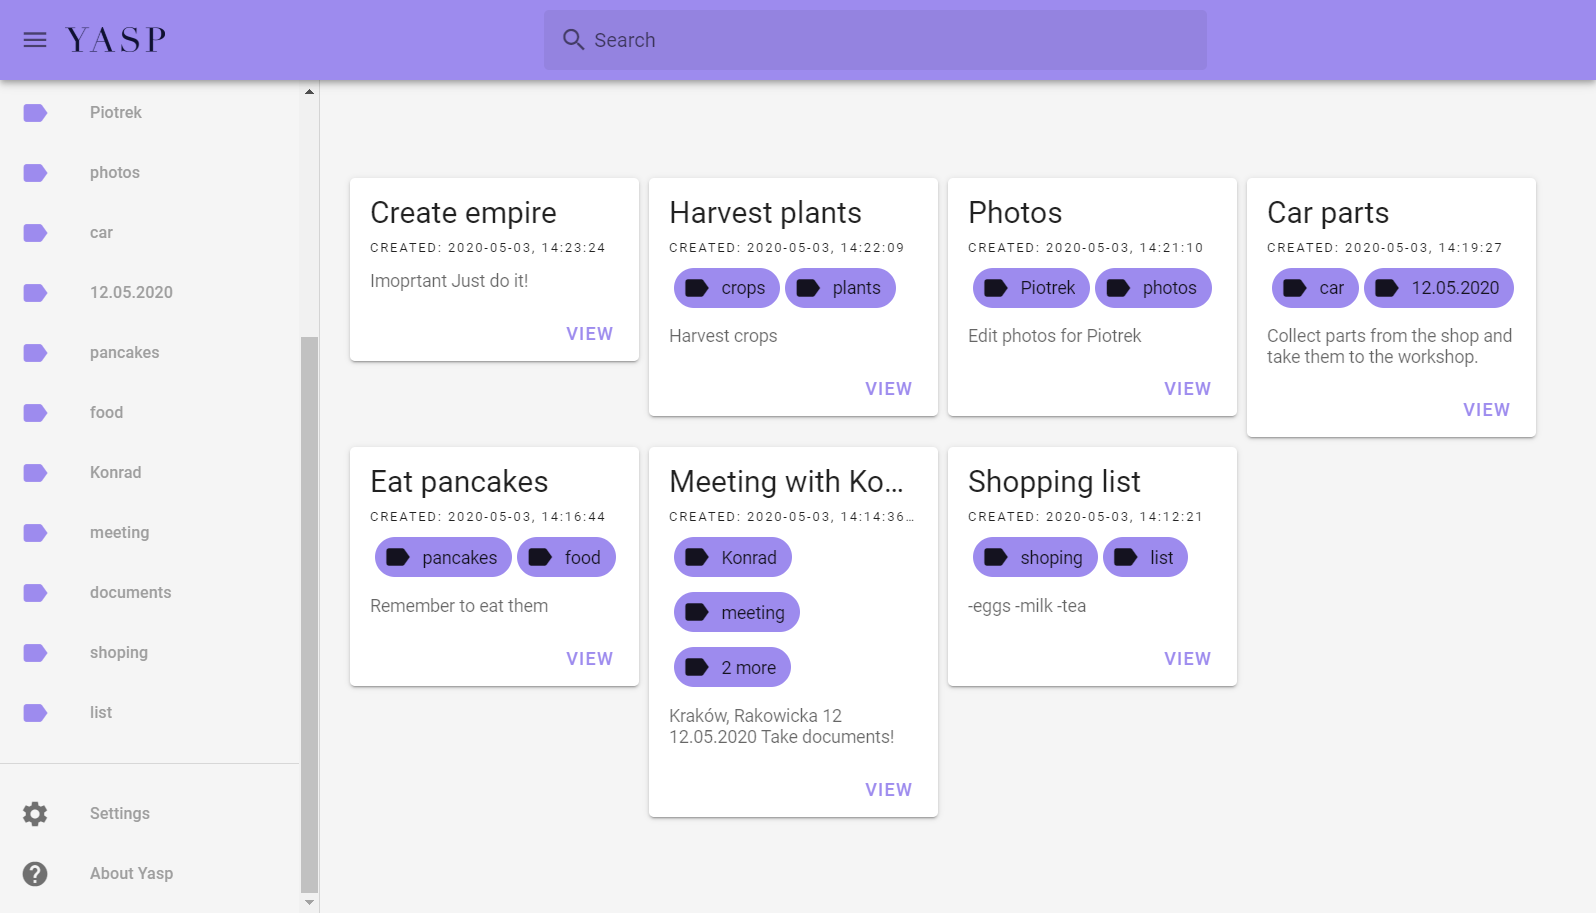 YASP
Search
Piotrek
photos
car
12.05.2020
pancakes
food
Konrad
meeting
documents
shoping
list
Settings
About Yasp
Create empire
CREATED: 2020-05-03, 14:23:24
Imoprtant Just do it!
VIEW
Harvest plants
CREATED: 2020-05-03, 14:22:09
crops plants
Harvest crops
VIEW
Photos
CREATED: 2020-05-03, 14:21:10
Piotrek photos
Edit photos for Piotrek
VIEW
Car parts
CREATED: 2020-05-03, 14:19:27
car 12.05.2020
Collect parts from the shop and
take them to the workshop.
VIEW
Eat pancakes
CREATED: 2020-05-03, 14:16:44
pancakes food
Remember to eat them
VIEW
Meeting with Ko...
CREATED: 2020-05-03, 14:14:36...
Konrad
meeting
2 more
Kraków, Rakowicka 12
12.05.2020 Take documents!
VIEW
Shopping list
CREATED: 2020-05-03, 14:12:21
shoping list
-eggs -milk -tea
VIEW